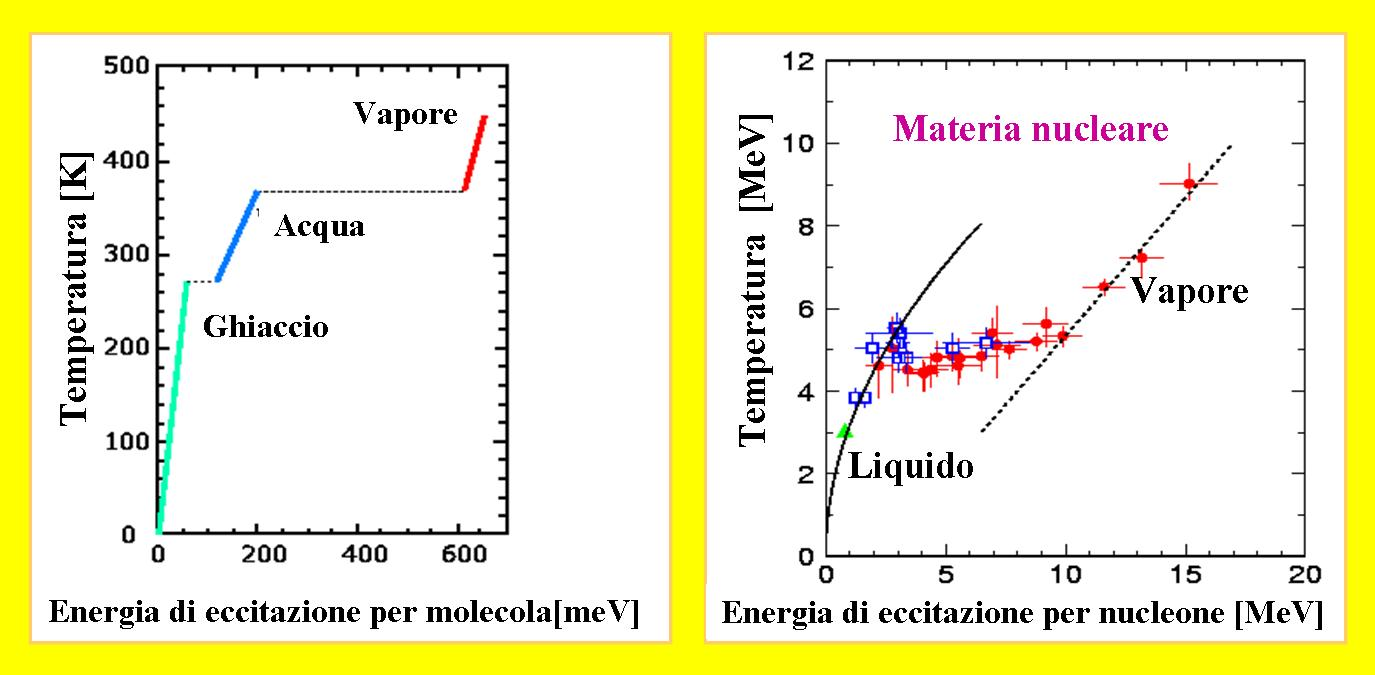 500
400
300
200
100
0
0 200 400 600
Temperatura [K]
Vapore
Acqua
Ghiaccio
Energia di eccitazione per molecola[meV]
12
10
8
6
4
2
0
0 5 10 15 20
Temperatura [MeV]
Materia nucleare
Vapore
Liquido
Energia di eccitazione per nucleone [MeV]